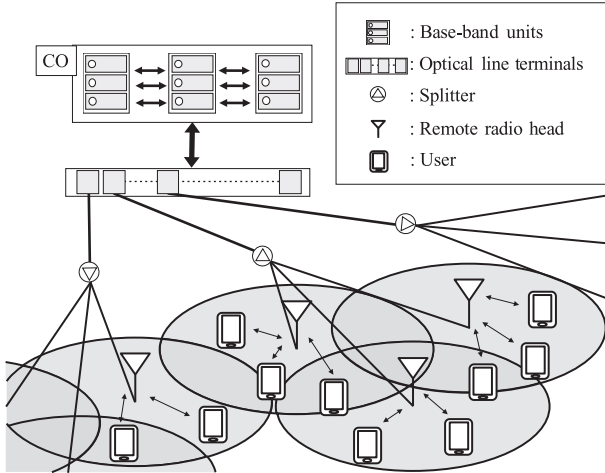 CO
: Base-band units
: Optical line terminals
: Splitter
: Remote radio head
: User